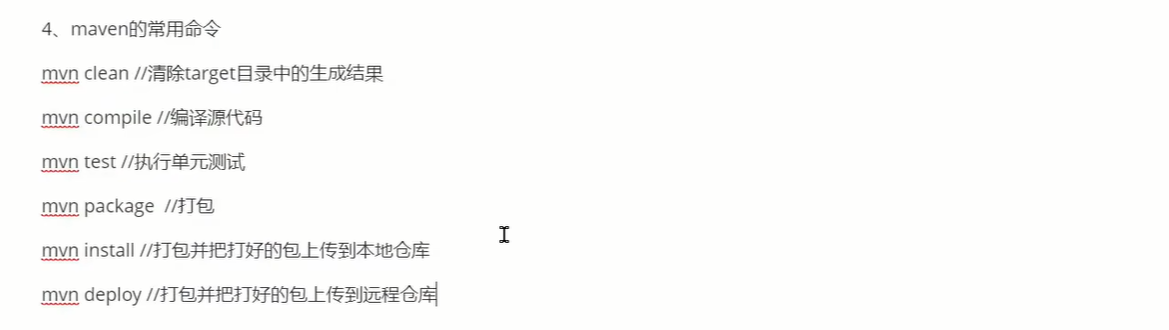 4、maven的常用命令
mvn clean //清除target目录中的生成结果
mvn compile //编译源代码
mvn test //执行单元测试
mvn package  //打包
mvn install //打包并把打好的包上传到本地仓库
mvn deploy //打包并把打好的包上传到远程仓库